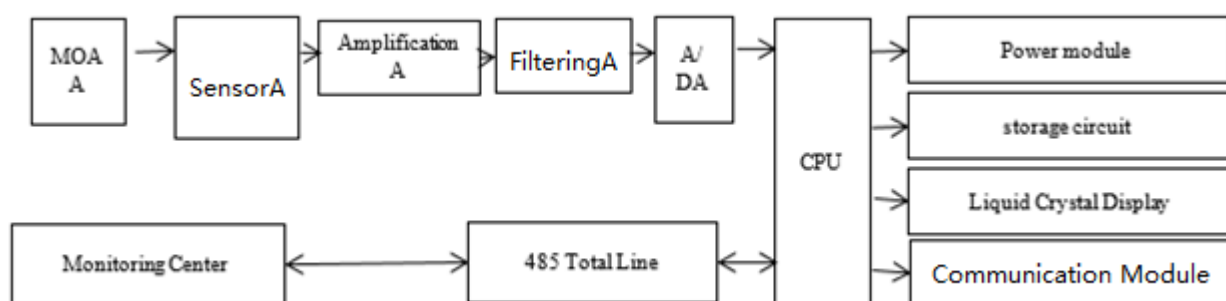 MOA
A
SensorA
Amplification
A
FilteringA
A/
DA
CPU
Power module
storage circuit
Liquid Crystal Display
Communication Module
Monitoring Center
485 Total Line